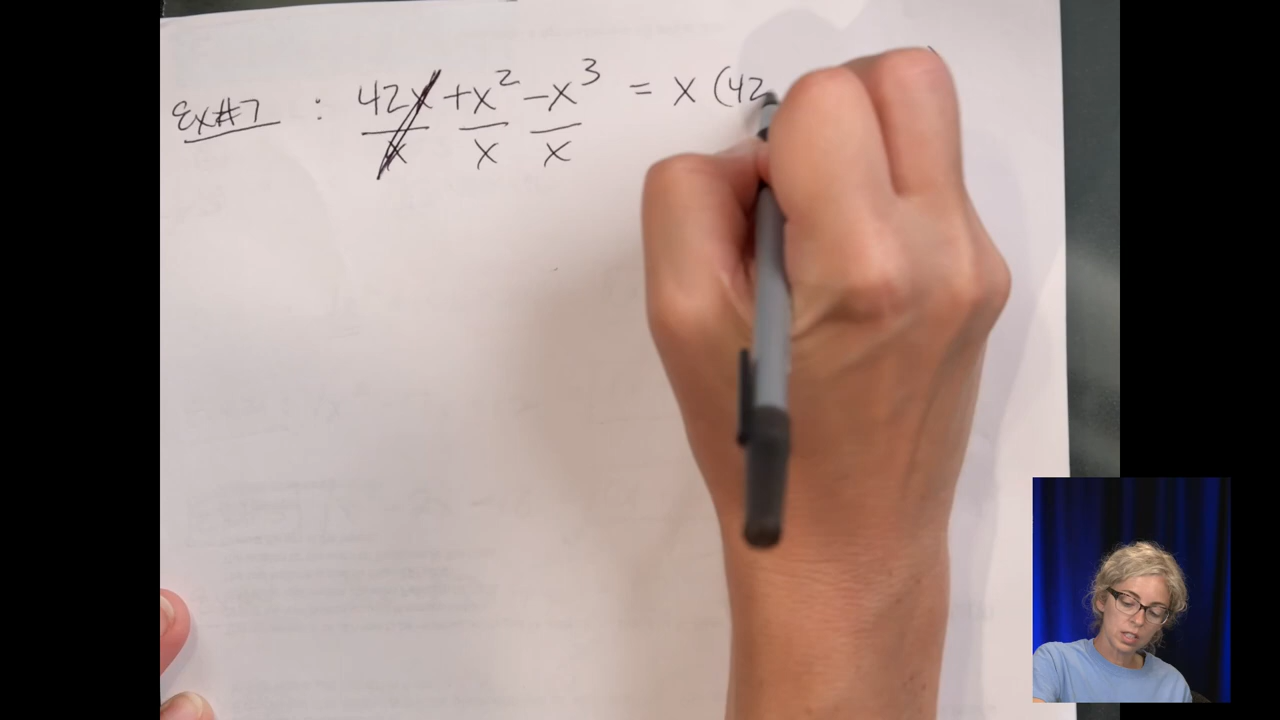 Ex#7 : 42x + x² - x³ = x (42
x x x